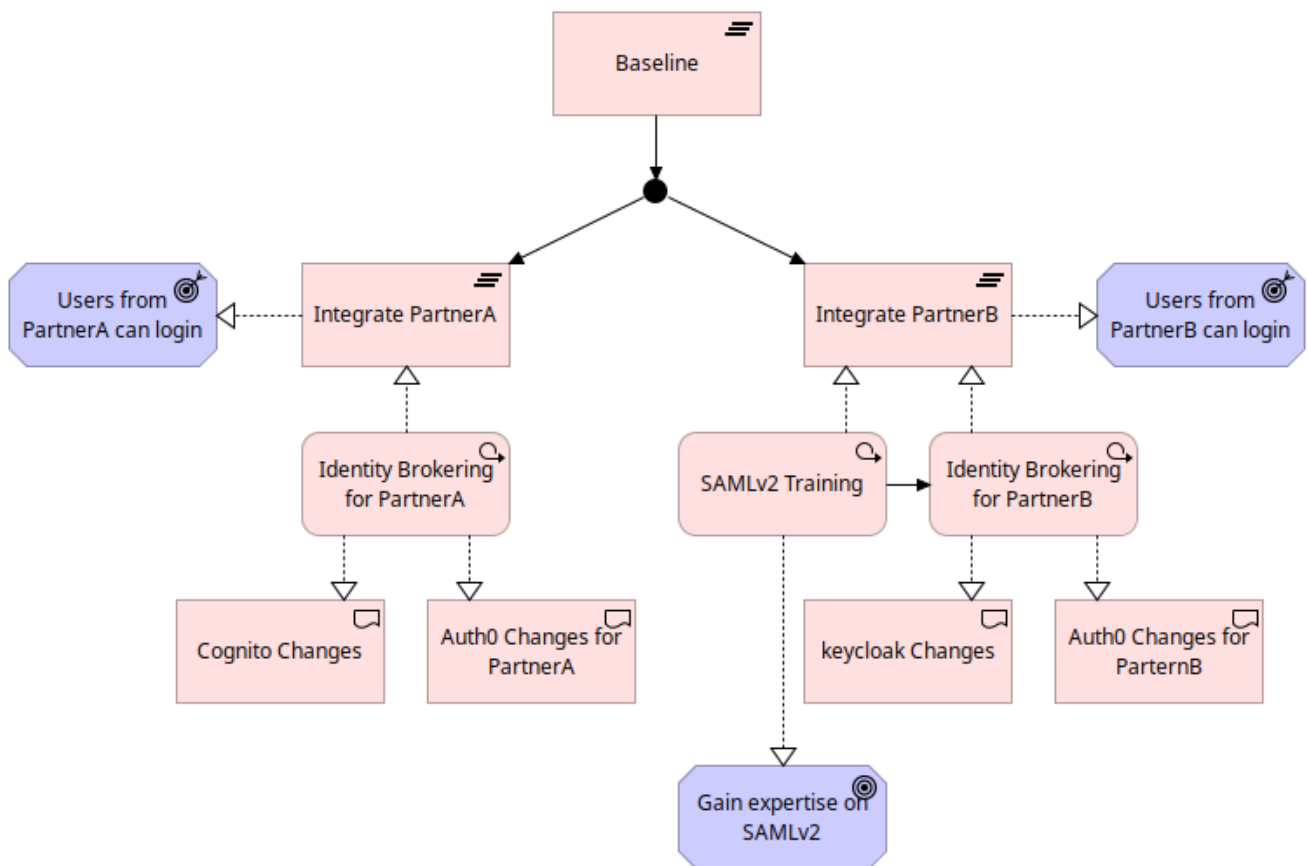 Baseline
Users from
PartnerA can login
Integrate PartnerA
Integrate PartnerB
Users from
PartnerB can login
Identity Brokering
for PartnerA
SAMLv2 Training
Identity Brokering
for PartnerB
Cognito Changes
Auth0 Changes for
PartnerA
keycloak Changes
Auth0 Changes for
ParternB
Gain expertise on
SAMLv2